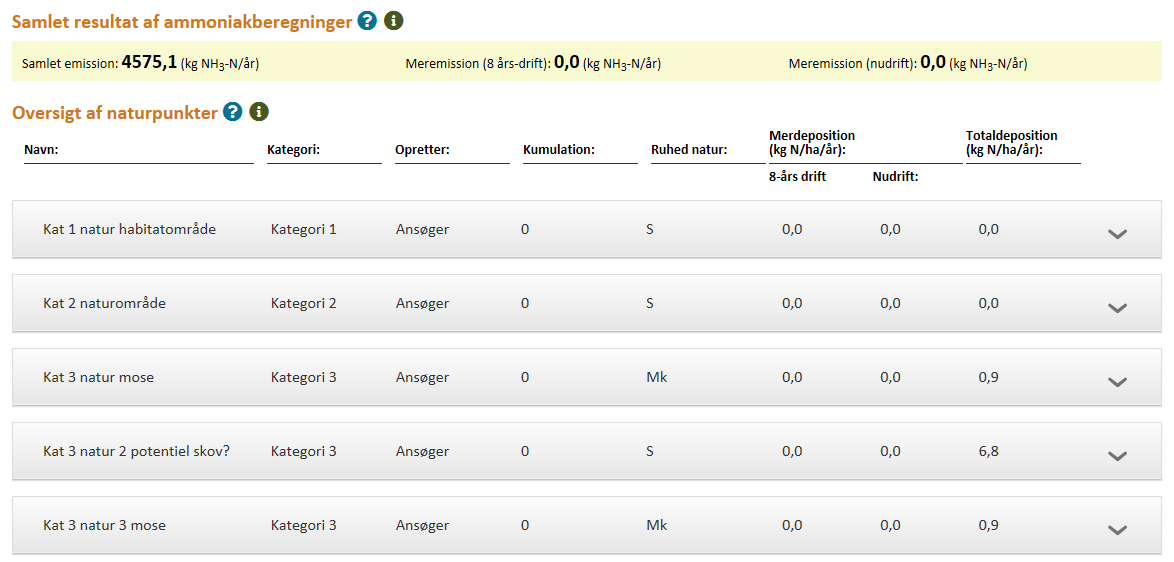 Samlet resultat af ammoniakberegninger ? i
Samlet emission: 4575,1 (kg NH3-N/år) Meremission (8 års-drift): 0,0 (kg NH3-N/år) Meremission (nudrift): 0,0 (kg NH3-N/år)
Oversigt af naturpunkter ? i
Navn: Kategori: Opretter: Kumulation: Ruhed natur: Merdeposition (kg N/ha/år): Totaldeposition (kg N/ha/år):
8-års drift Nudrift:
Kat 1 natur habitatområde Kategori 1 Ansøger 0 S 0,0 0,0 0,0
Kat 2 naturområde Kategori 2 Ansøger 0 S 0,0 0,0 0,0
Kat 3 natur mose Kategori 3 Ansøger 0 Mk 0,0 0,0 0,9
Kat 3 natur 2 potentiel skov? Kategori 3 Ansøger 0 S 0,0 0,0 6,8
Kat 3 natur 3 mose Kategori 3 Ansøger 0 Mk 0,0 0,0 0,9